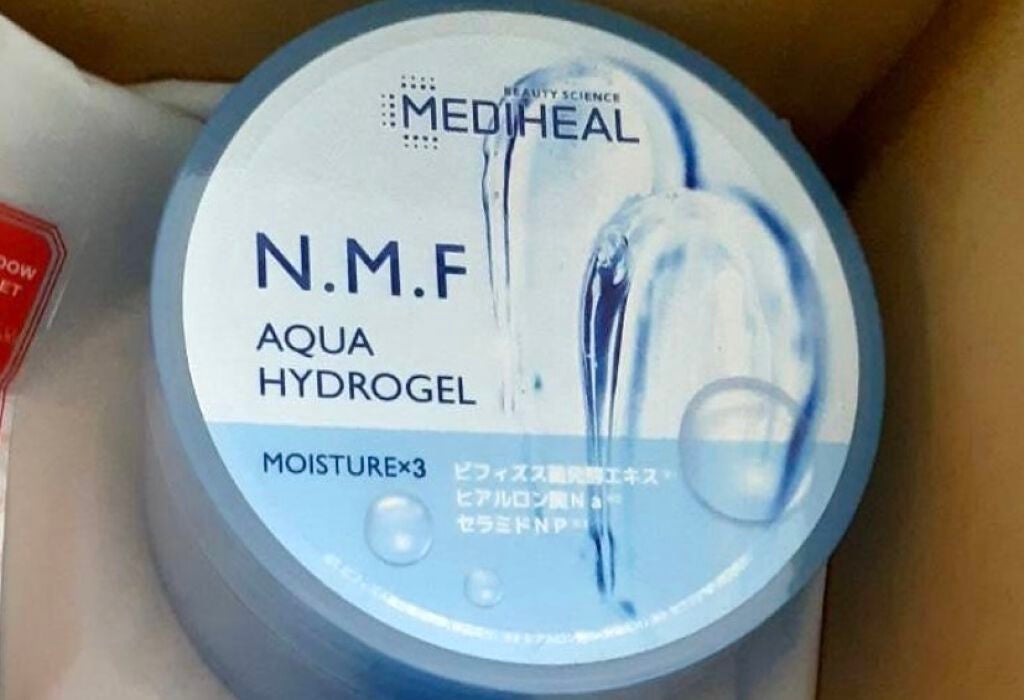 BEAUTY SCIENCE
MEDIHEAL
N.M.F
AQUA
HYDROGEL
MOISTURE×3
ビフィズス菌発酵エキス
ヒアルロン酸Na
セラミドNP